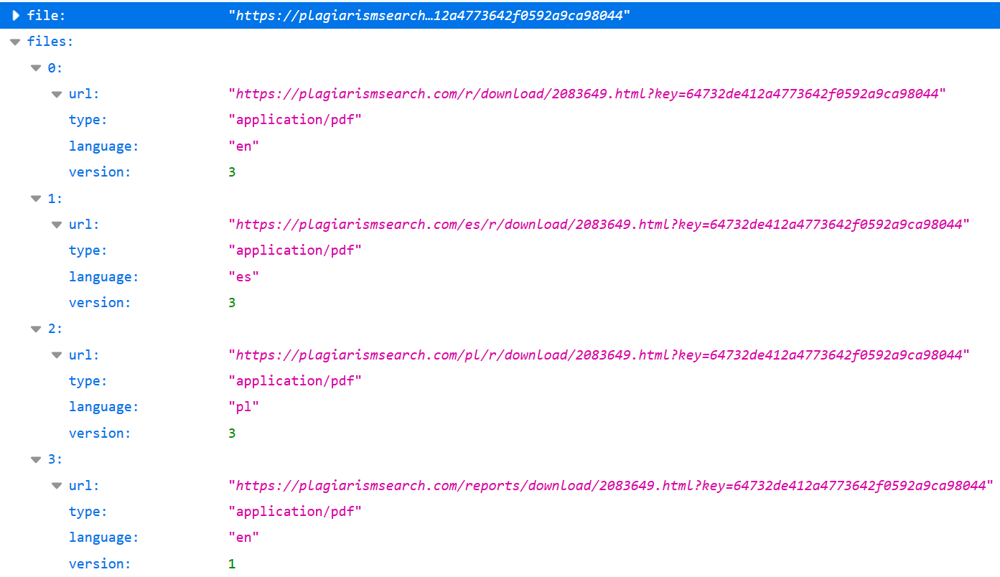 file: "https://plagiarismsearch…12a4773642f0592a9ca98044"
files:
0:
url: "https://plagiarismsearch.com/r/download/2083649.html?key=64732de412a4773642f0592a9ca98044"
type: "application/pdf"
language: "en"
version: 3
1:
url: "https://plagiarismsearch.com/es/r/download/2083649.html?key=64732de412a4773642f0592a9ca98044"
type: "application/pdf"
language: "es"
version: 3
2:
url: "https://plagiarismsearch.com/pl/r/download/2083649.html?key=64732de412a4773642f0592a9ca98044"
type: "application/pdf"
language: "pl"
version: 3
3:
url: "https://plagiarismsearch.com/reports/download/2083649.html?key=64732de412a4773642f0592a9ca98044"
type: "application/pdf"
language: "en"
version: 1